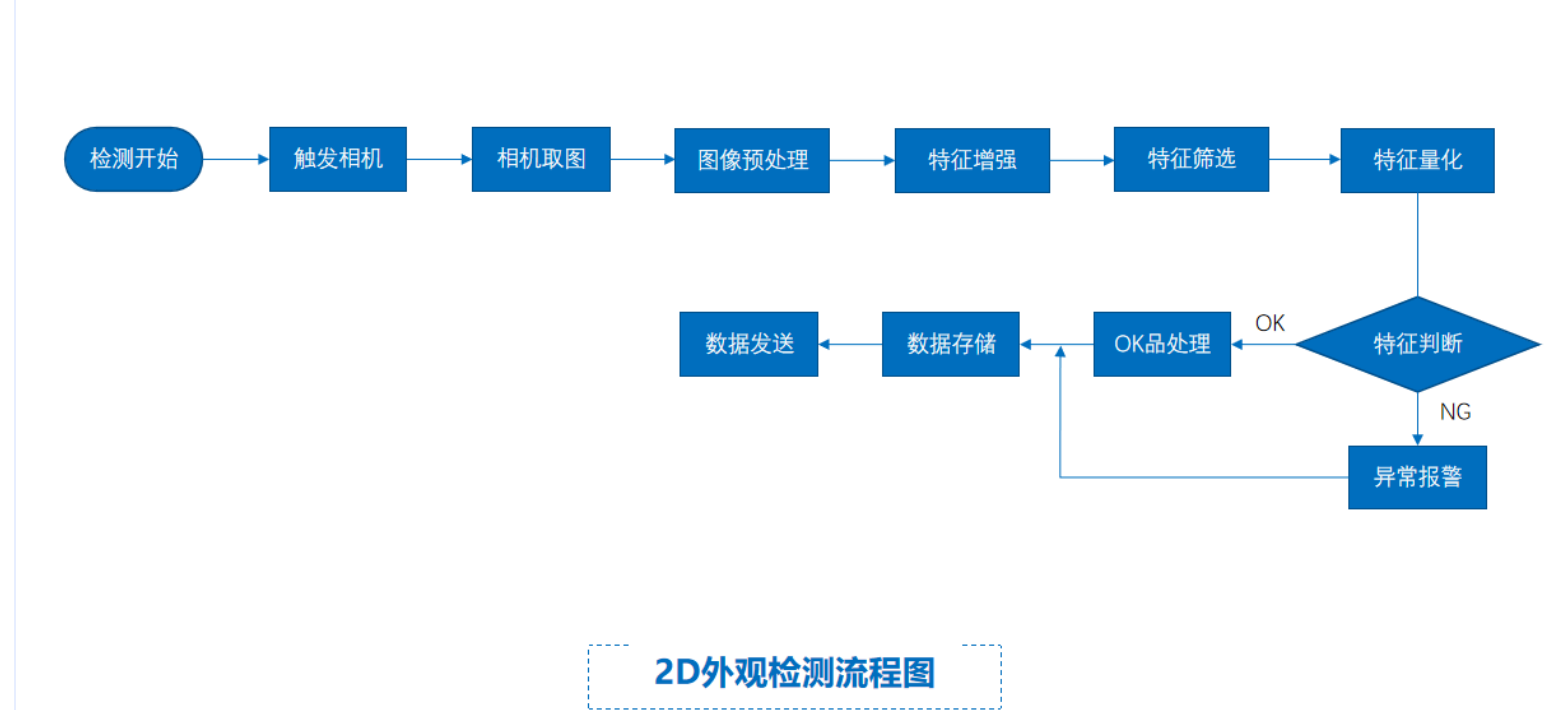 检测开始
触发相机
相机取图
图像预处理
特征增强
特征筛选
特征量化
数据发送
数据存储
OK品处理
OK
特征判断
NG
异常报警
2D外观检测流程图